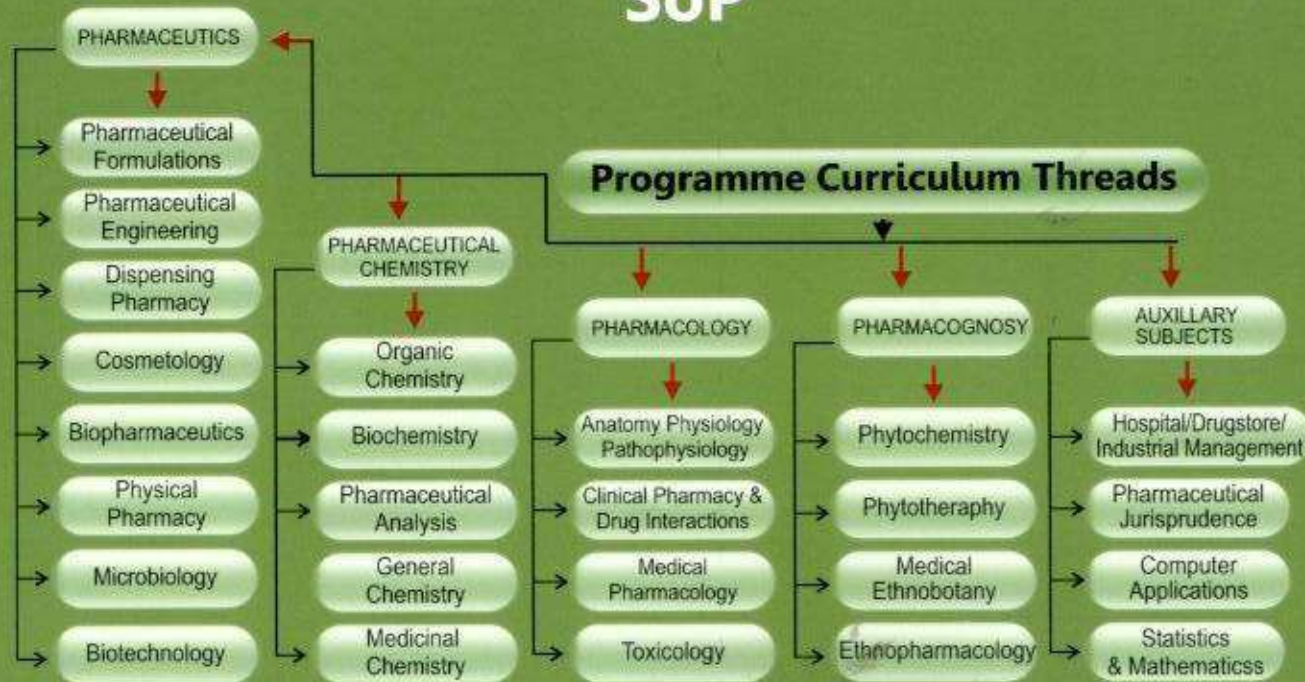 SoP
PHARMACEUTICS
Pharmaceutical
Formulations
Pharmaceutical
Engineering
Dispensing
Pharmacy
Cosmetology
Biopharmaceutics
Physical
Pharmacy
Microbiology
Biotechnology
Programme Curriculum Threads
PHARMACEUTICAL
CHEMISTRY
Organic
Chemistry
Biochemistry
Pharmaceutical
Analysis
General
Chemistry
Medicinal
Chemistry
PHARMACOLOGY
Anatomy Physiology
Pathophysiology
Clinical Pharmacy &
Drug Interactions
Medical
Pharmacology
Toxicology
PHARMACOGNOSY
Phytochemistry
Phytotheraphy
Medical
Ethnobotany
Ethnopharmacology
AUXILLARY
SUBJECTS
Hospital/Drugstore/
Industrial Management
Pharmaceutical
Jurisprudence
Computer
Applications
Statistics
& Mathematicss